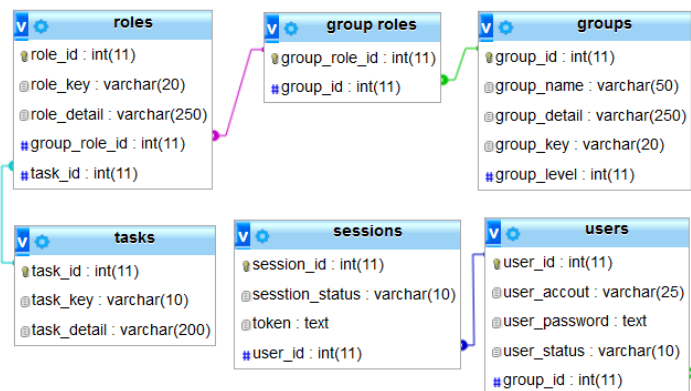 v roles
role_id : int(11)
role_key : varchar(20)
role_detail : varchar(250)
#group_role_id : int(11)
#task_id : int(11)
v group roles
group_role_id : int(11)
#group_id : int(11)
v groups
group_id : int(11)
group_name : varchar(50)
group_detail : varchar(250)
group_key : varchar(20)
#group_level : int(11)
v tasks
task_id : int(11)
task_key : varchar(10)
task_detail : varchar(200)
v sessions
session_id : int(11)
sesstion_status : varchar(10)
token : text
#user_id : int(11)
v users
user_id : int(11)
user_accout : varchar(25)
user_password : text
user_status : varchar(10)
#group_id : int(11)